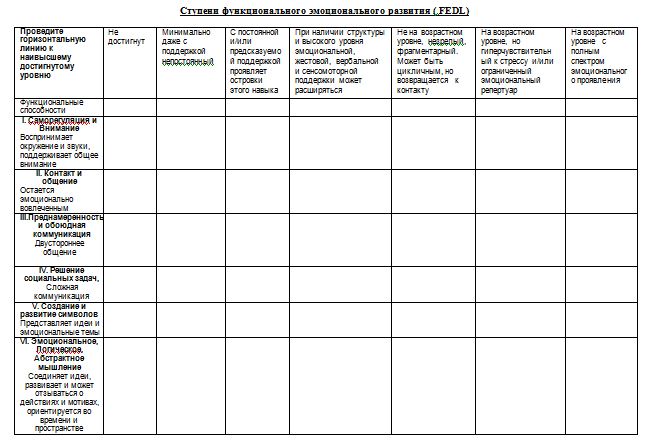 Ступени функционального эмоционального развития ( FEDL)
Проведите
горизонтальную
линию к
наивысшему
достигнутому
уровню
Не
достигнут
Минимально
даже с
поддержкой
непостоянный
С постоянной
и/или
предсказуемо
й поддержкой
проявляет
островки
этого навыка
При наличии структуры
и высокого уровня
эмоциональной,
жестовой, вербальной
и сенсомоторной
поддержки может
расширяться
Не на возрастном
уровне, незрелый,
фрагментарный.
Может быть
цикличным, но
возвращается к
контакту
На возрастном
уровне, но
гиперчувствительн
ый к стрессу и/или
ограниченный
эмоциональный
репертуар
На возрастном
уровне с
полным
спектром
эмоциональног
о проявления
Функциональные
способности
I. Саморегуляция и
Внимание
Воспринимает
окружение и звуки,
поддерживает общее
внимание
II. Контакт и
общение
Остается
эмоционально
вовлеченным
III.Преднамеренность
и обоюдная
коммуникация
Двустороннее
общение
IV. Решение
социальных задач,
Сложная
коммуникация
V. Создание и
развитие символов
Представляет идеи и
эмоциональные темы
VI. Эмоциональное,
Логическое,
Абстрактное
мышление
Соединяет идеи,
развивает и может
отзываться о
действиях и мотивах,
ориентируется во
времени и
пространстве